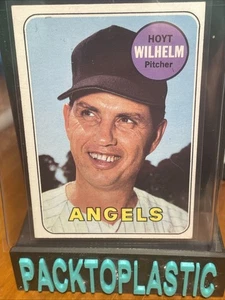 HOYT
WILHELM
Pitcher
ANGELS
PACKTOPLASTIC